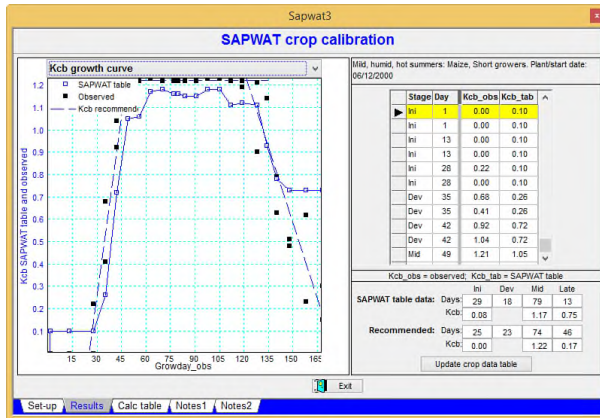 Sapwat3
x
SAPWAT crop calibration
Kcb growth curve
SAPWAT table
Observed
Kcb recommend
Kcb SAPWAT table and observed
1.2
1.1
1.0
0.9
0.8
0.7
0.6
0.5
0.4
0.3
0.2
0.1
15 30 45 60 75 90 105 120 135 150 165
Growday_obs
Mild, humid, hot summers: Maize, Short growers. Plant/start date:
06/12/2000
Stage Day Kcb_obs Kcb_tab
Ini 1 0.00 0.10
Ini 1 0.00 0.10
Ini 13 0.00 0.10
Ini 13 0.00 0.10
Ini 28 0.22 0.10
Ini 28 0.00 0.10
Dev 35 0.68 0.26
Dev 35 0.41 0.26
Dev 42 0.92 0.72
Dev 42 1.04 0.72
Mid 49 1.21 1.05
Kcb_obs = observed; Kcb_tab = SAPWAT table
Ini Dev Mid Late
SAPWAT table data: Days: 29 18 79 13
Kcb: 0.08 1.17 0.75
Recommended: Days: 25 23 74 46
Kcb: 0.00 1.22 0.17
Update crop data table
Exit
Set-up Results Calc table Notes1 Notes2